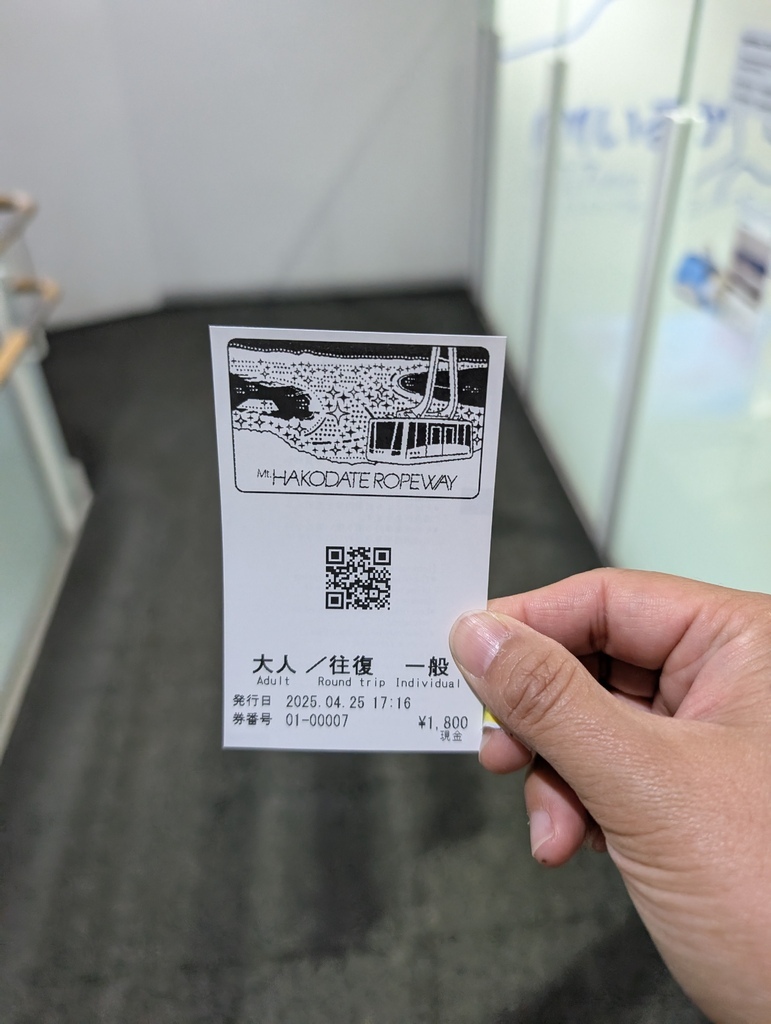 Mt. HAKODATE ROPEWAY
大人 ／往復 一般
Adult Round trip Individual
発行日 2025.04.25 17:16
券番号 01-00007 ¥1,800
現金